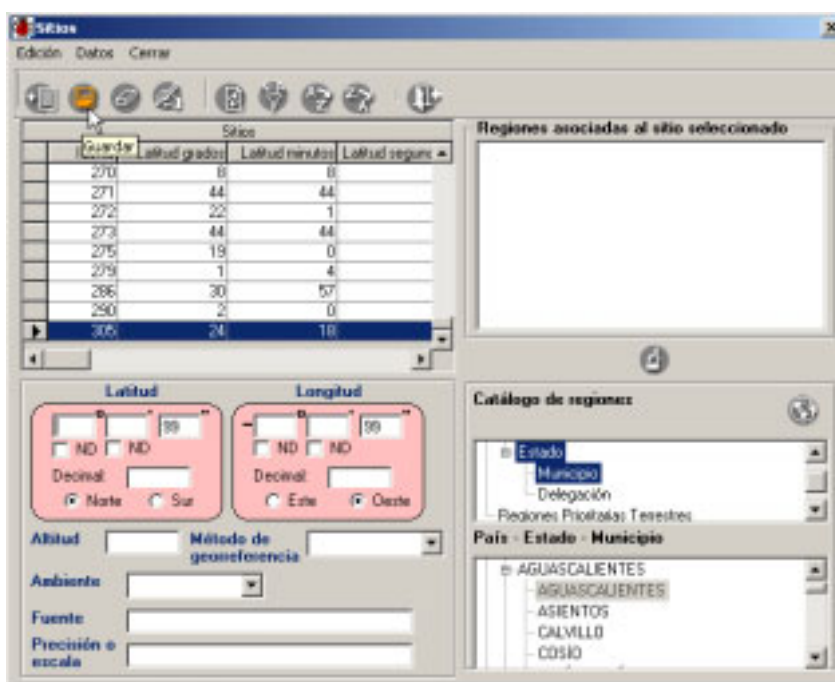 Sitios
Edición Datos Cerrar
Guardar
Sitios
Latitud grados Latitud minutos Latitud segund
270 8 8
271 44 44
272 22 1
273 44 44
275 19 0
279 1 4
286 30 57
290 2 0
305 24 18
Regiones asociadas al sitio seleccionado
Latitud Longitud
° ' 99 " - ° ' 99 "
ND ND ND ND
Decimal: Decimal:
Norte Sur Este Oeste
Altitud Método de georeferencia
Ambiente
Fuente
Precisión o escala
Catálogo de regiones
Estado
Municipio
Delegación
Regiones Prioritarias Terrestres
País - Estado - Municipio
AGUASCALIENTES
AGUASCALIENTES
ASIENTOS
CALVILLO
COSÍO